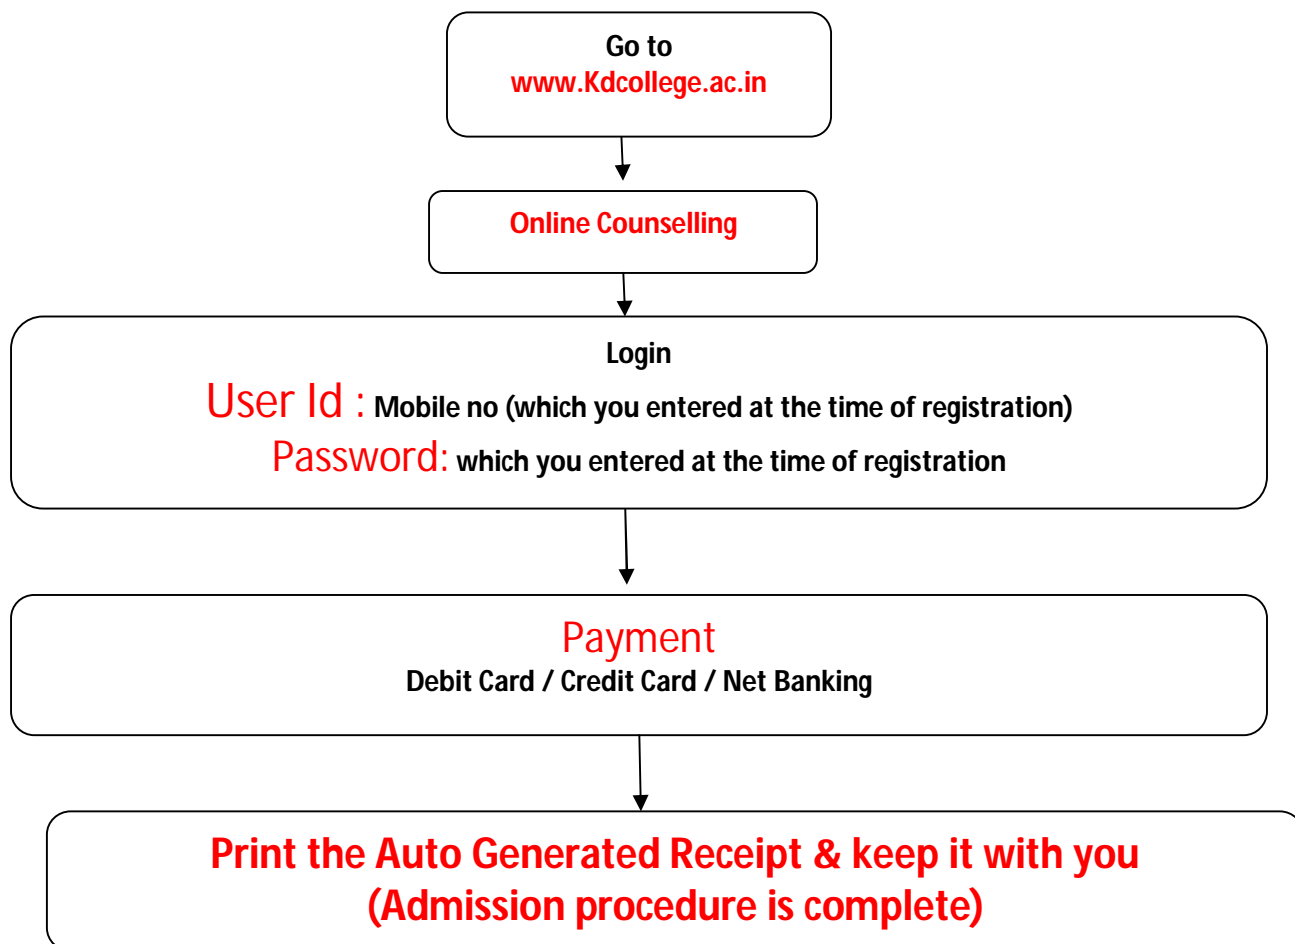 Go to
www.Kdcollege.ac.in
Online Counselling
Login
User Id : Mobile no (which you entered at the time of registration)
Password: which you entered at the time of registration
Payment
Debit Card / Credit Card / Net Banking
Print the Auto Generated Receipt & keep it with you
(Admission procedure is complete)